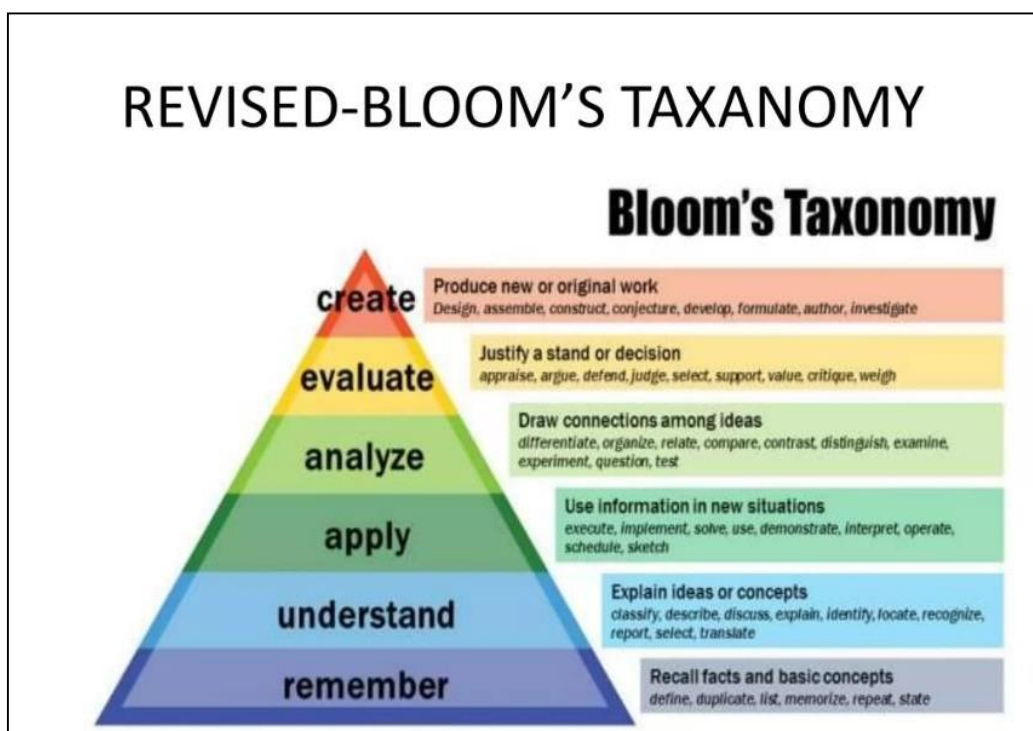 REVISED-BLOOM'S TAXANOMY
Bloom's Taxonomy
create
Produce new or original work
Design, assemble, construct, conjecture, develop, formulate, author, investigate
evaluate
Justify a stand or decision
appraise, argue, defend, judge, select, support, value, critique, weigh
analyze
Draw connections among ideas
differentiate, organize, relate, compare, contrast, distinguish, examine,
experiment, question, test
apply
Use information in new situations
execute, implement, solve, use, demonstrate, interpret, operate,
schedule, sketch
understand
Explain ideas or concepts
classify, describe, discuss, explain, identify, locate, recognize,
report, select, translate
remember
Recall facts and basic concepts
define, duplicate, list, memorize, repeat, state